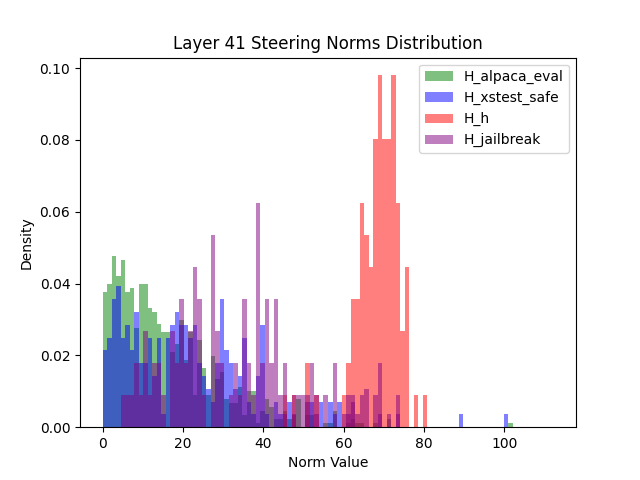 Layer 41 Steering Norms Distribution
H_alpaca_eval
H_xstest_safe
H_h
H_jailbreak
0.10
0.08
0.06
0.04
0.02
0.00
Density
0
20
40
60
80
100
Norm Value